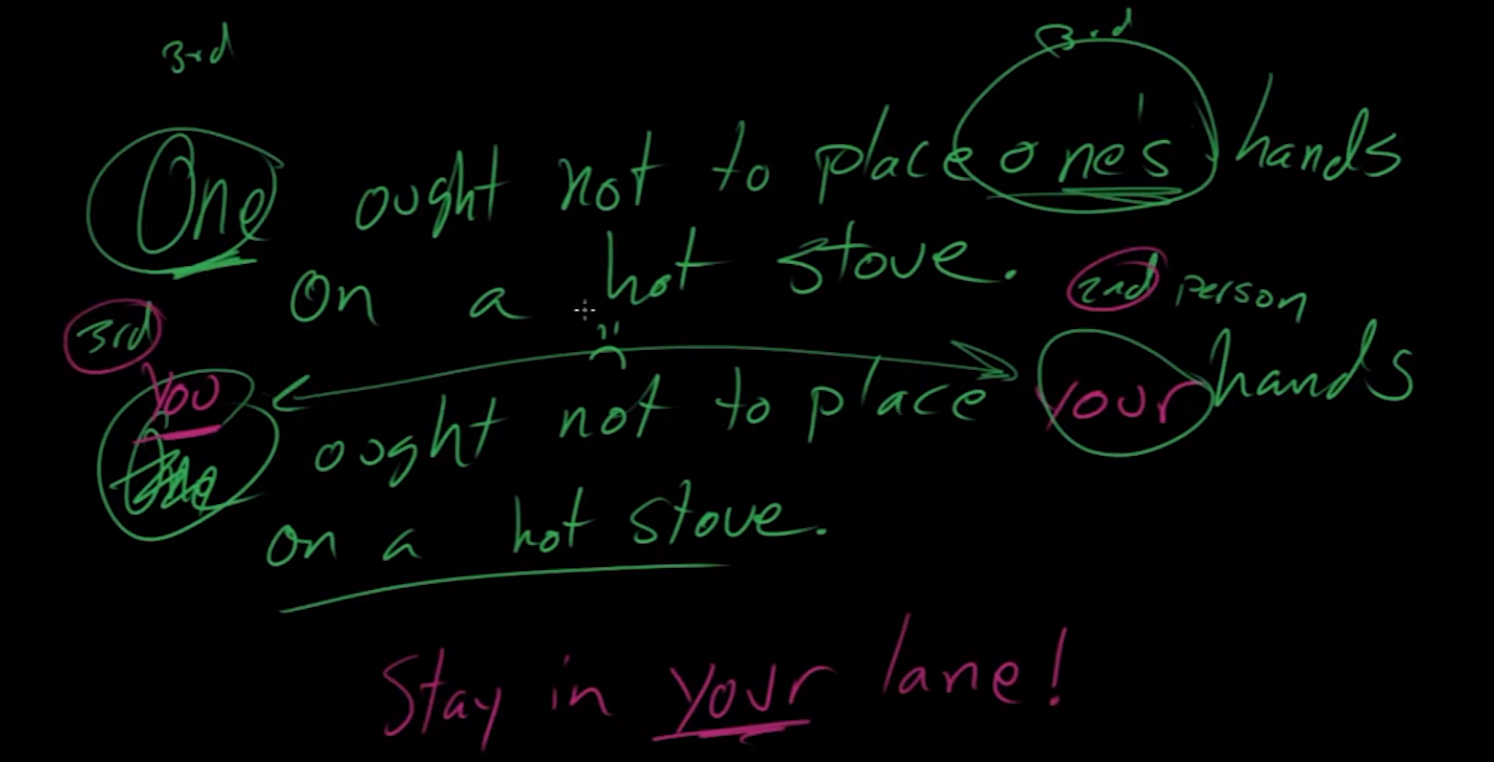 3rd 3rd
One ought not to place one's hands
on a hot stove.
2nd person
3rd
you
One ought not to place your hands
on a hot stove.
Stay in your lane!